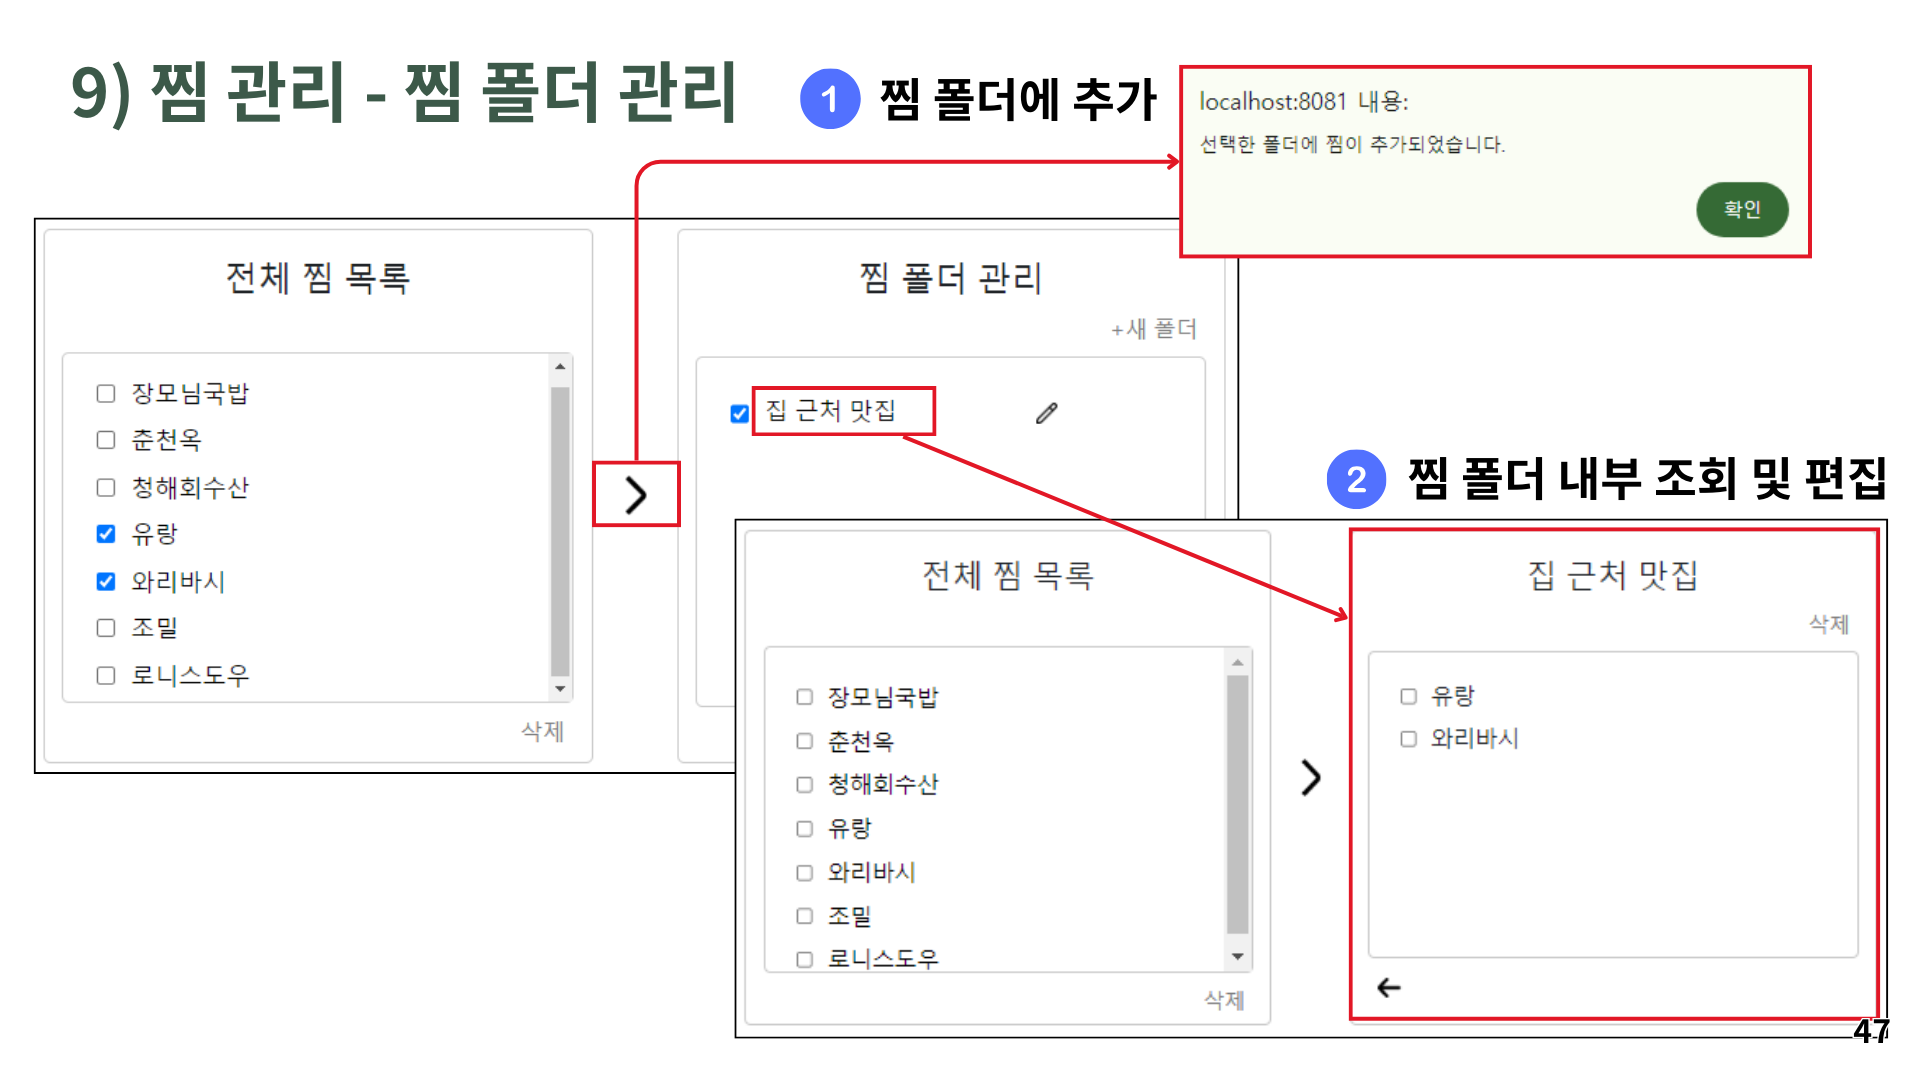 9) 찜 관리 - 찜 폴더 관리
1 찜 폴더에 추가
localhost:8081 내용:
선택한 폴더에 찜이 추가되었습니다.
확인
전체 찜 목록
장모님국밥
춘천옥
청해회수산
유랑
와리바시
조밀
로니스도우
삭제
찜 폴더 관리
+새 폴더
집 근처 맛집
2 찜 폴더 내부 조회 및 편집
전체 찜 목록
장모님국밥
춘천옥
청해회수산
유랑
와리바시
조밀
로니스도우
삭제
집 근처 맛집
삭제
유랑
와리바시
47